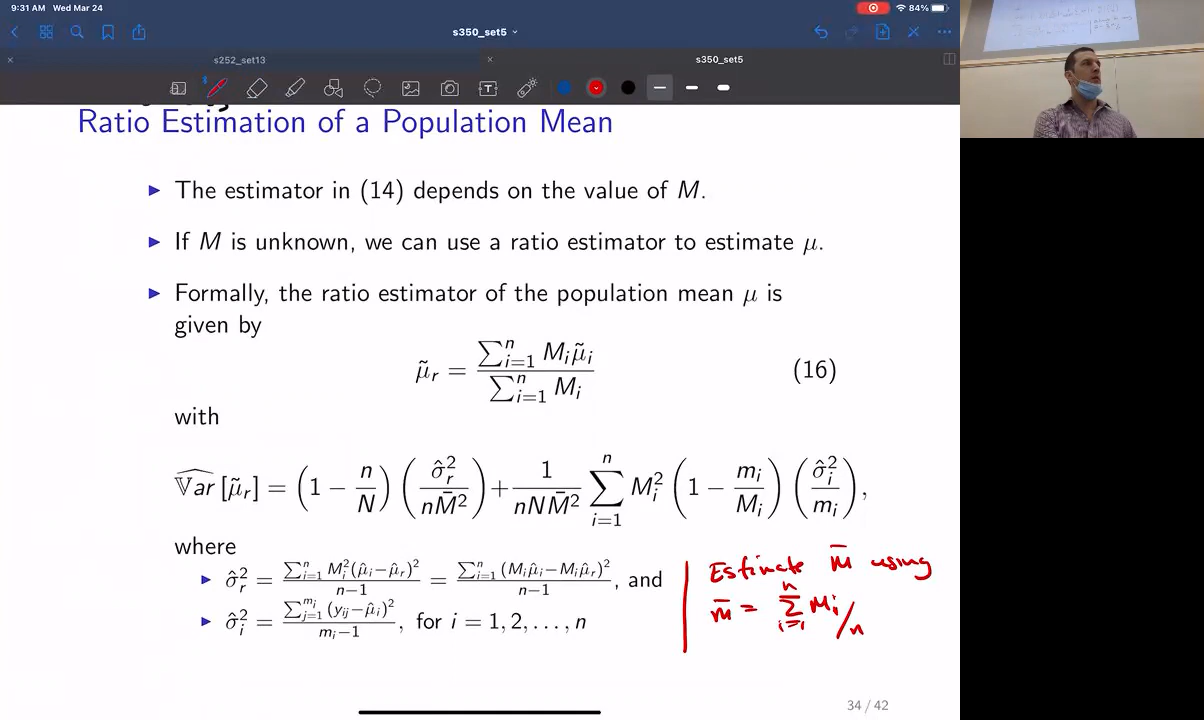 9:31 AM Wed Mar 24
84%
s350_set5
s252_set13
s350_set5
Ratio Estimation of a Population Mean
▶ The estimator in (14) depends on the value of M.
▶ If M is unknown, we can use a ratio estimator to estimate μ.
▶ Formally, the ratio estimator of the population mean μ is
given by
μ̃_r = ∑_{i=1}^{n} M_i μ̃_i / ∑_{i=1}^{n} M_i (16)
with
\widehat{𝕍ar}[μ̃_r] = (1 − n/N) (σ̂_r^2 / nM̄^2) + 1/(nNM̄^2) ∑_{i=1}^{n} M_i^2 (1 − m_i/M_i) (σ̂_i^2 / m_i),
where
▶ σ̂_r^2 = ∑_{i=1}^{n} M_i^2(μ̂_i−μ̂_r)^2 / (n−1) = ∑_{i=1}^{n} (M_iμ̂_i−M_iμ̂_r)^2 / (n−1), and
▶ σ̂_i^2 = ∑_{j=1}^{m_i} (y_{ij}−μ̂_i)^2 / (m_i−1), for i = 1, 2, . . . , n
Estimate M̄ using
m̄ = ∑_{i=1}^{n} M_i / n
34 / 42